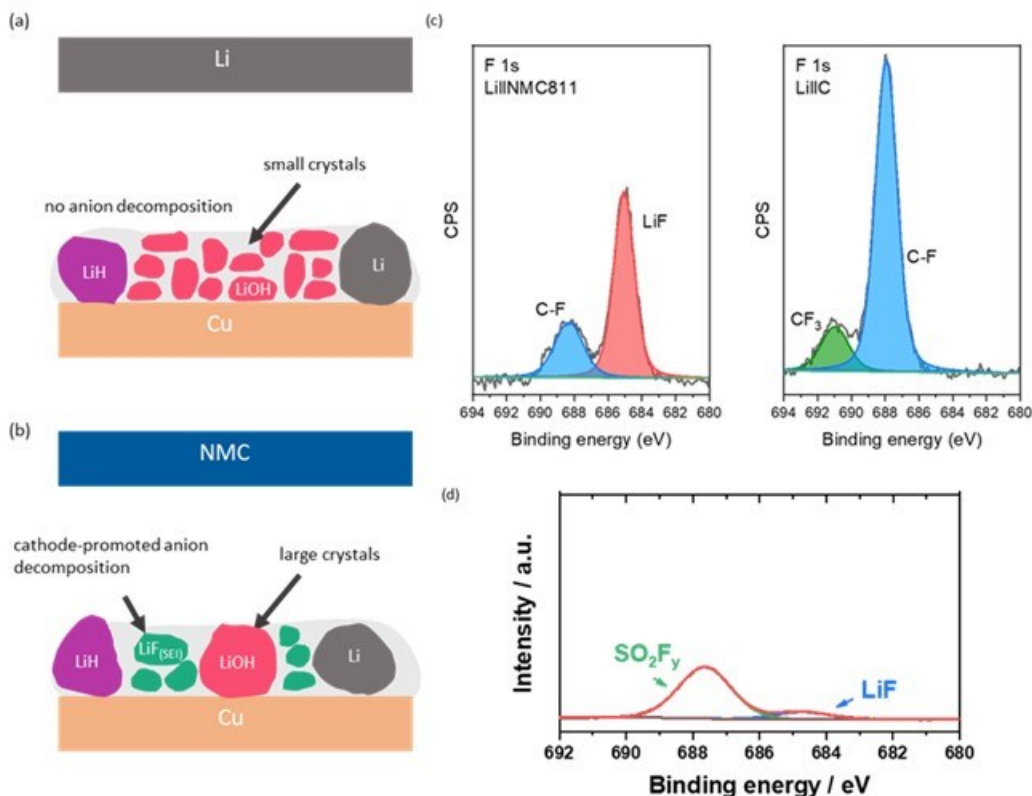 (a)
Li
small crystals
no anion decomposition
LiH
LiOH
Li
Cu
(b)
NMC
cathode-promoted anion
decomposition
large crystals
LiH
LiF(SEI)
LiOH
Li
Cu
(c)
F 1s
LiIINMC811
CPS
C-F
LiF
694 692 690 688 686 684 682 680
Binding energy (eV)
F 1s
LiIIC
CPS
CF3
C-F
694 692 690 688 686 684 682 680
Binding energy (eV)
(d)
Intensity / a.u.
SO2Fy
LiF
692 690 688 686 684 682 680
Binding energy / eV